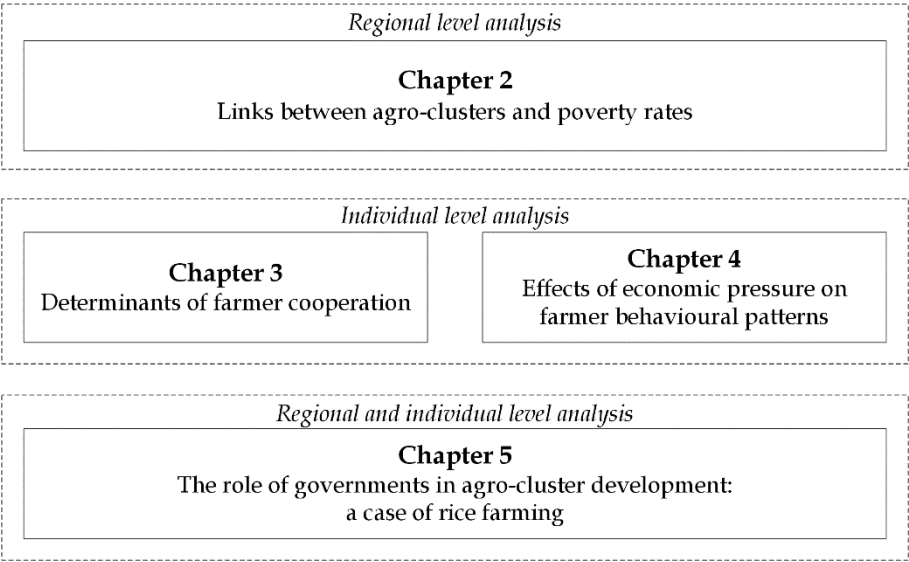 Regional level analysis
Chapter 2
Links between agro-clusters and poverty rates
Individual level analysis
Chapter 3
Determinants of farmer cooperation
Chapter 4
Effects of economic pressure on
farmer behavioural patterns
Regional and individual level analysis
Chapter 5
The role of governments in agro-cluster development:
a case of rice farming